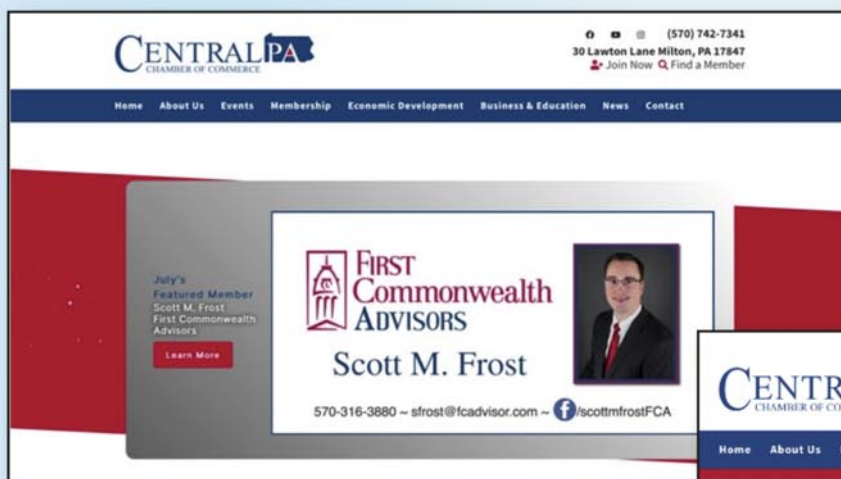 CENTRAL PA
CHAMBER OF COMMERCE
(570) 742-7341
30 Lawton Lane Milton, PA 17847
Join Now Find a Member
Home About Us Events Membership Economic Development Business & Education News Contact
July's
Featured Member
Scott M. Frost
First Commonwealth
Advisors
Learn More
FIRST
COMMONWEALTH
ADVISORS
Scott M. Frost
570-316-3880 ~ sfrost@fcadvisor.com ~ f/scottmfrostFCA
CENTR
CHAMBER OF CO
Home About Us